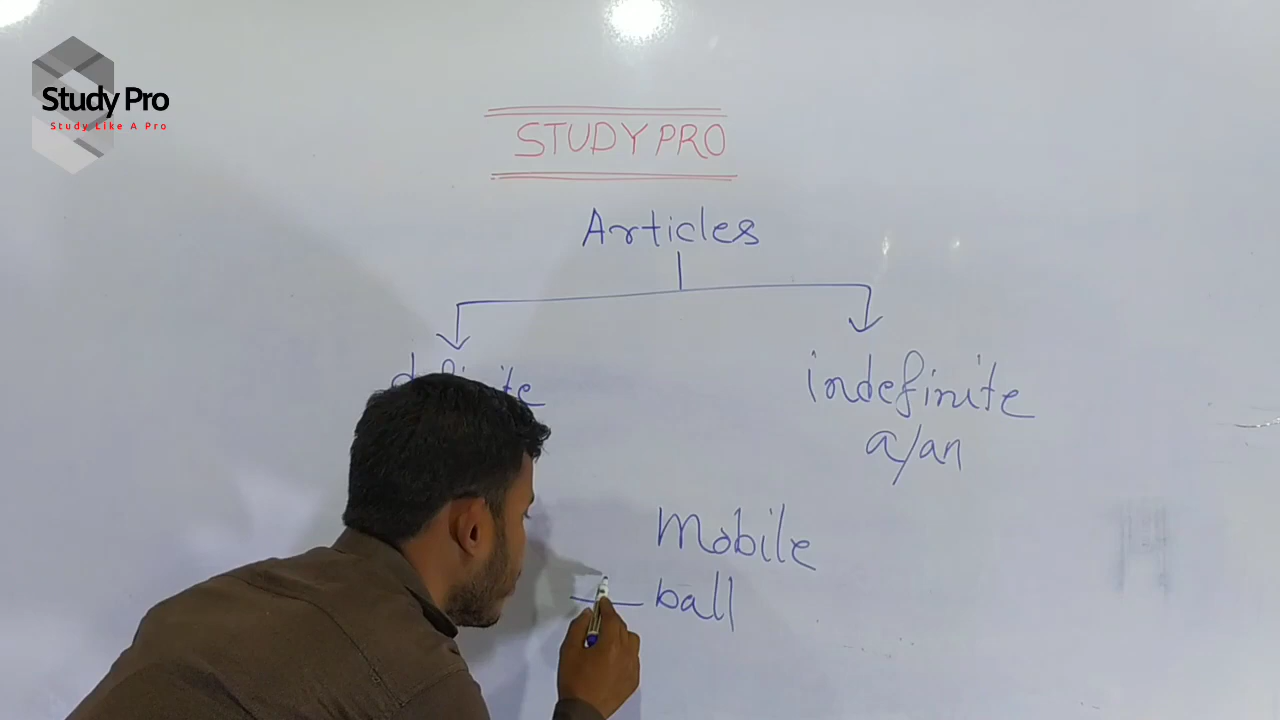 Study Pro
Study Like A Pro
STUDY PRO
Articles
indefinite
a/an
Mobile
ball